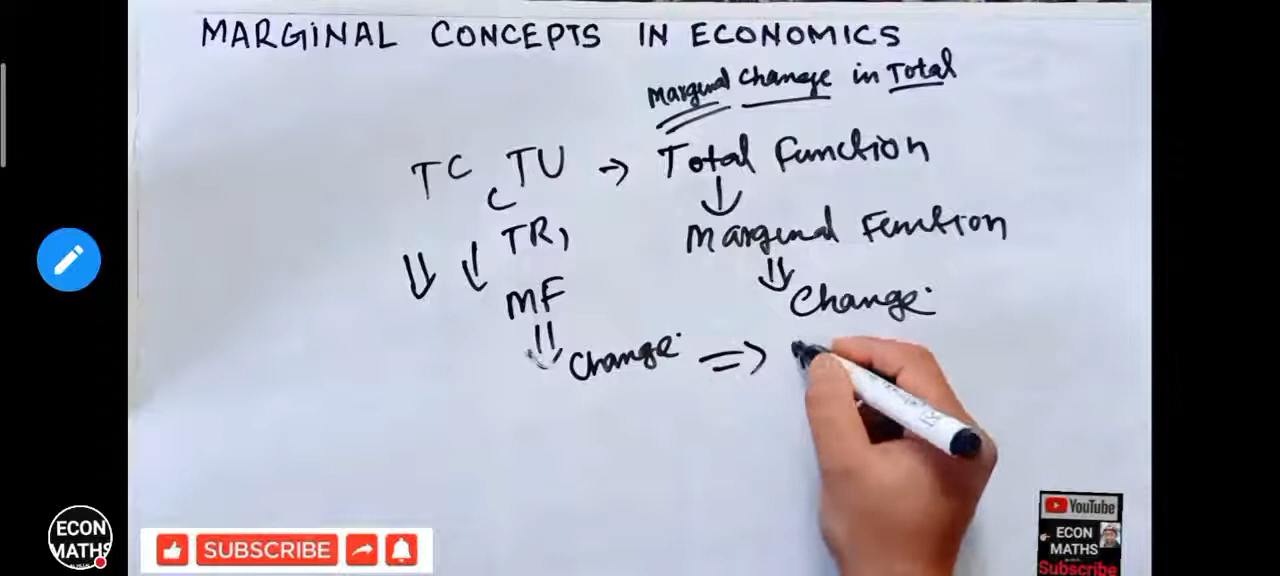 MARGINAL CONCEPTS IN ECONOMICS
Marginal Change in Total
TC, TU → Total Function
TR,
Marginal Function
MF
Change
Change ⇒
SUBSCRIBE
ECON
MATHS
YouTube
ECON
MATHS
Subscribe